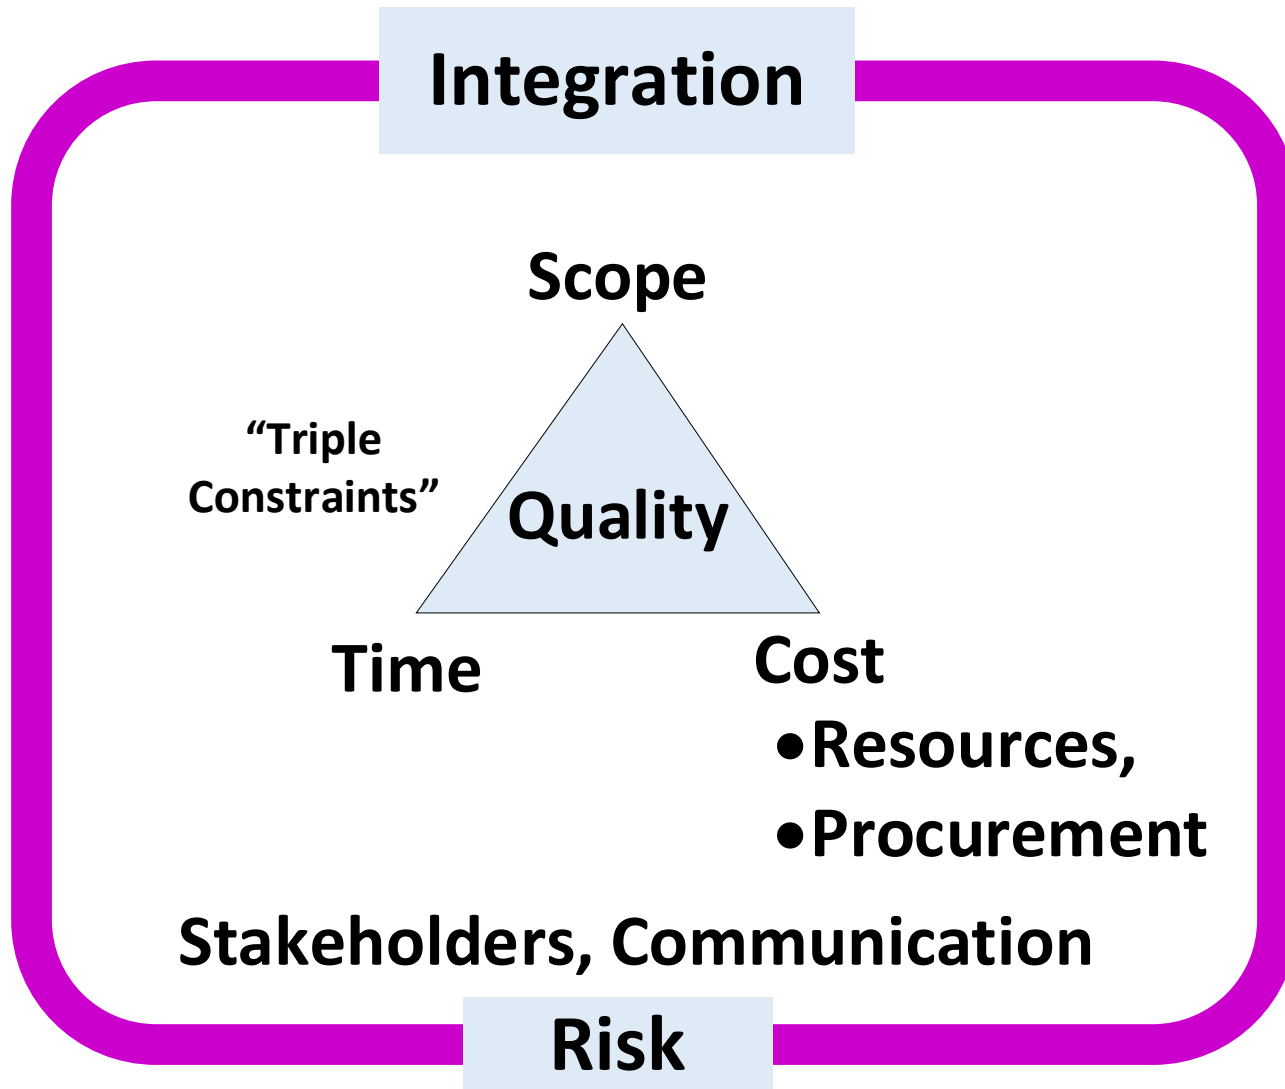 Integration
Scope
“Triple
Constraints”
Quality
Time
Cost
•Resources,
•Procurement
Stakeholders, Communication
Risk